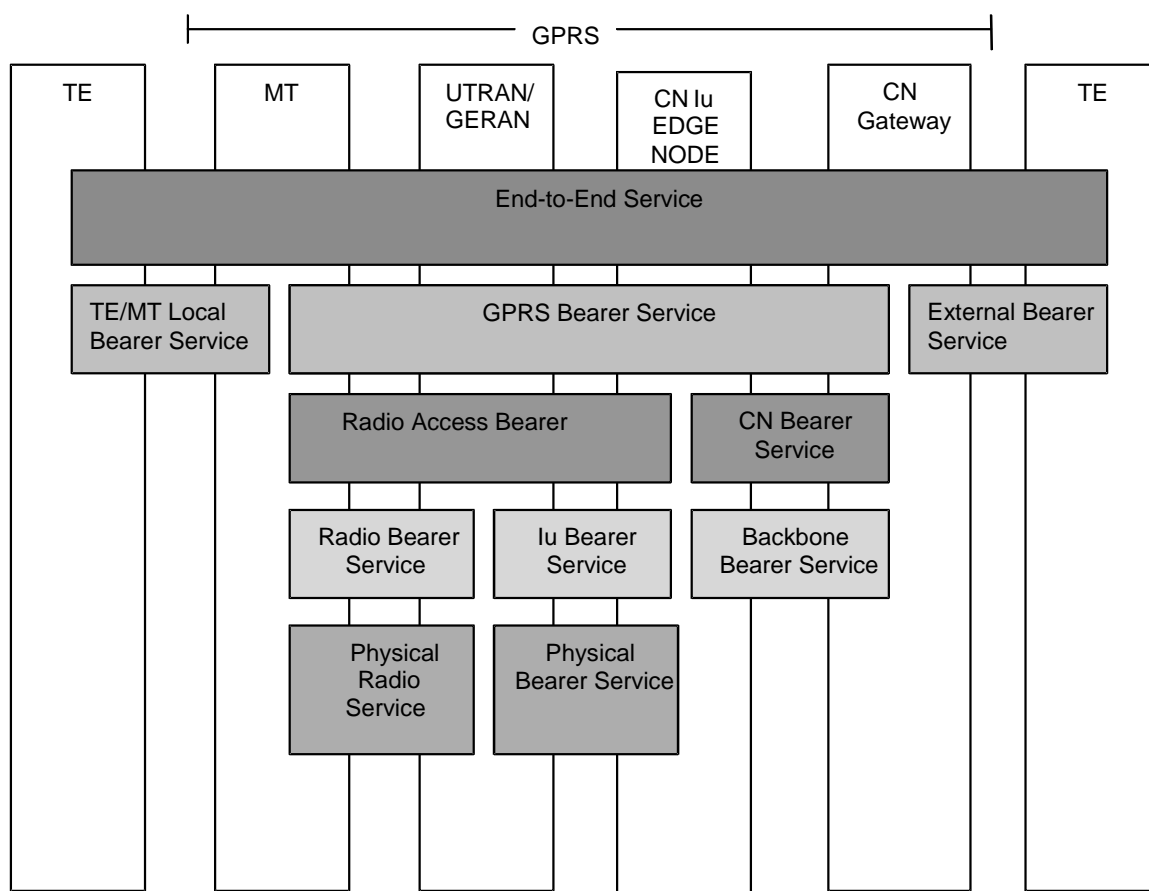 GPRS
TE
MT
UTRAN/
GERAN
CN Iu
EDGE
NODE
CN
Gateway
TE
End-to-End Service
TE/MT Local
Bearer Service
GPRS Bearer Service
External Bearer
Service
Radio Access Bearer
CN Bearer
Service
Radio Bearer
Service
Iu Bearer
Service
Backbone
Bearer Service
Physical
Radio
Service
Physical
Bearer Service